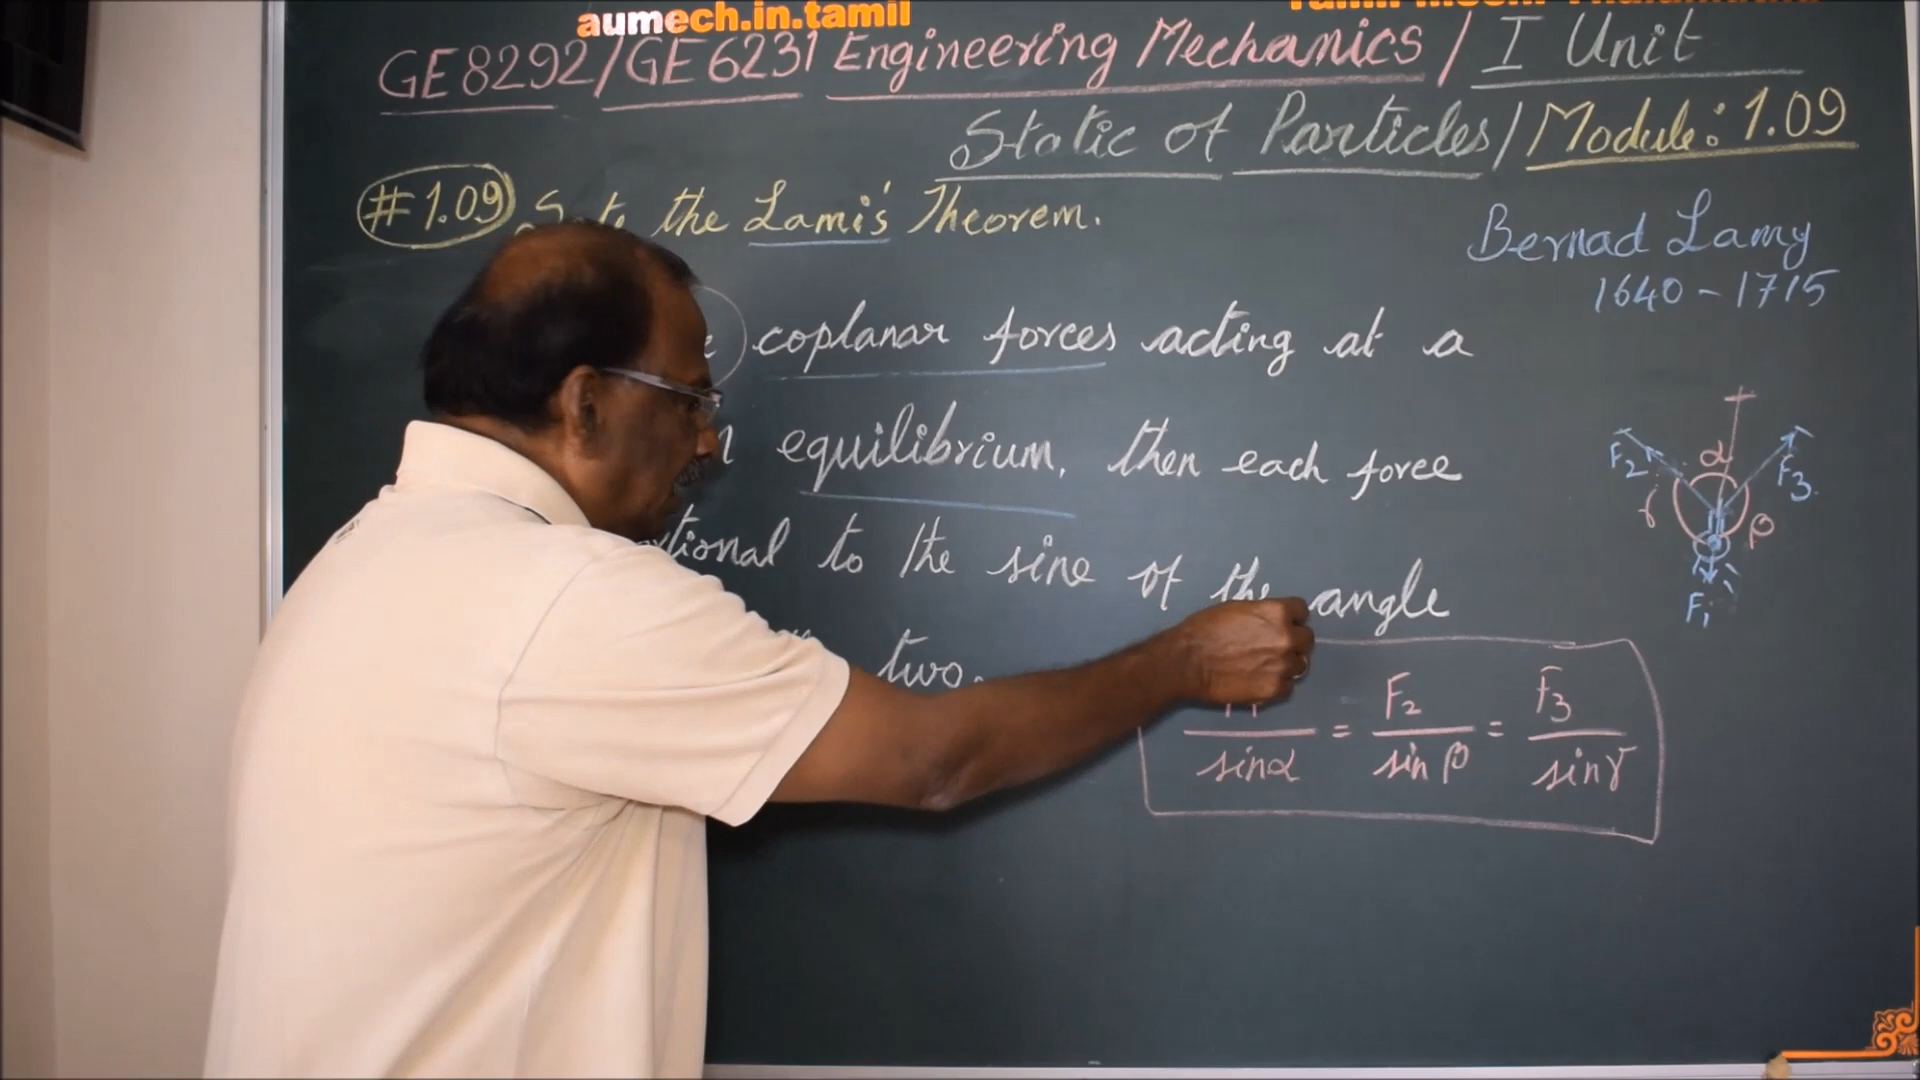 aumech.in.tamil
GE8292/GE6231 Engineering Mechanics/ I Unit
Static of Particles/Module: 1.09
#1.09 the Lami's Theorem.
Bernad Lamy
1640-1715
coplanar forces acting at a
equilibrium, then each force
to the sine of the angle
two.
F2 α F3
γ β
F1
= F2 = F3
sinα sin β sin γ